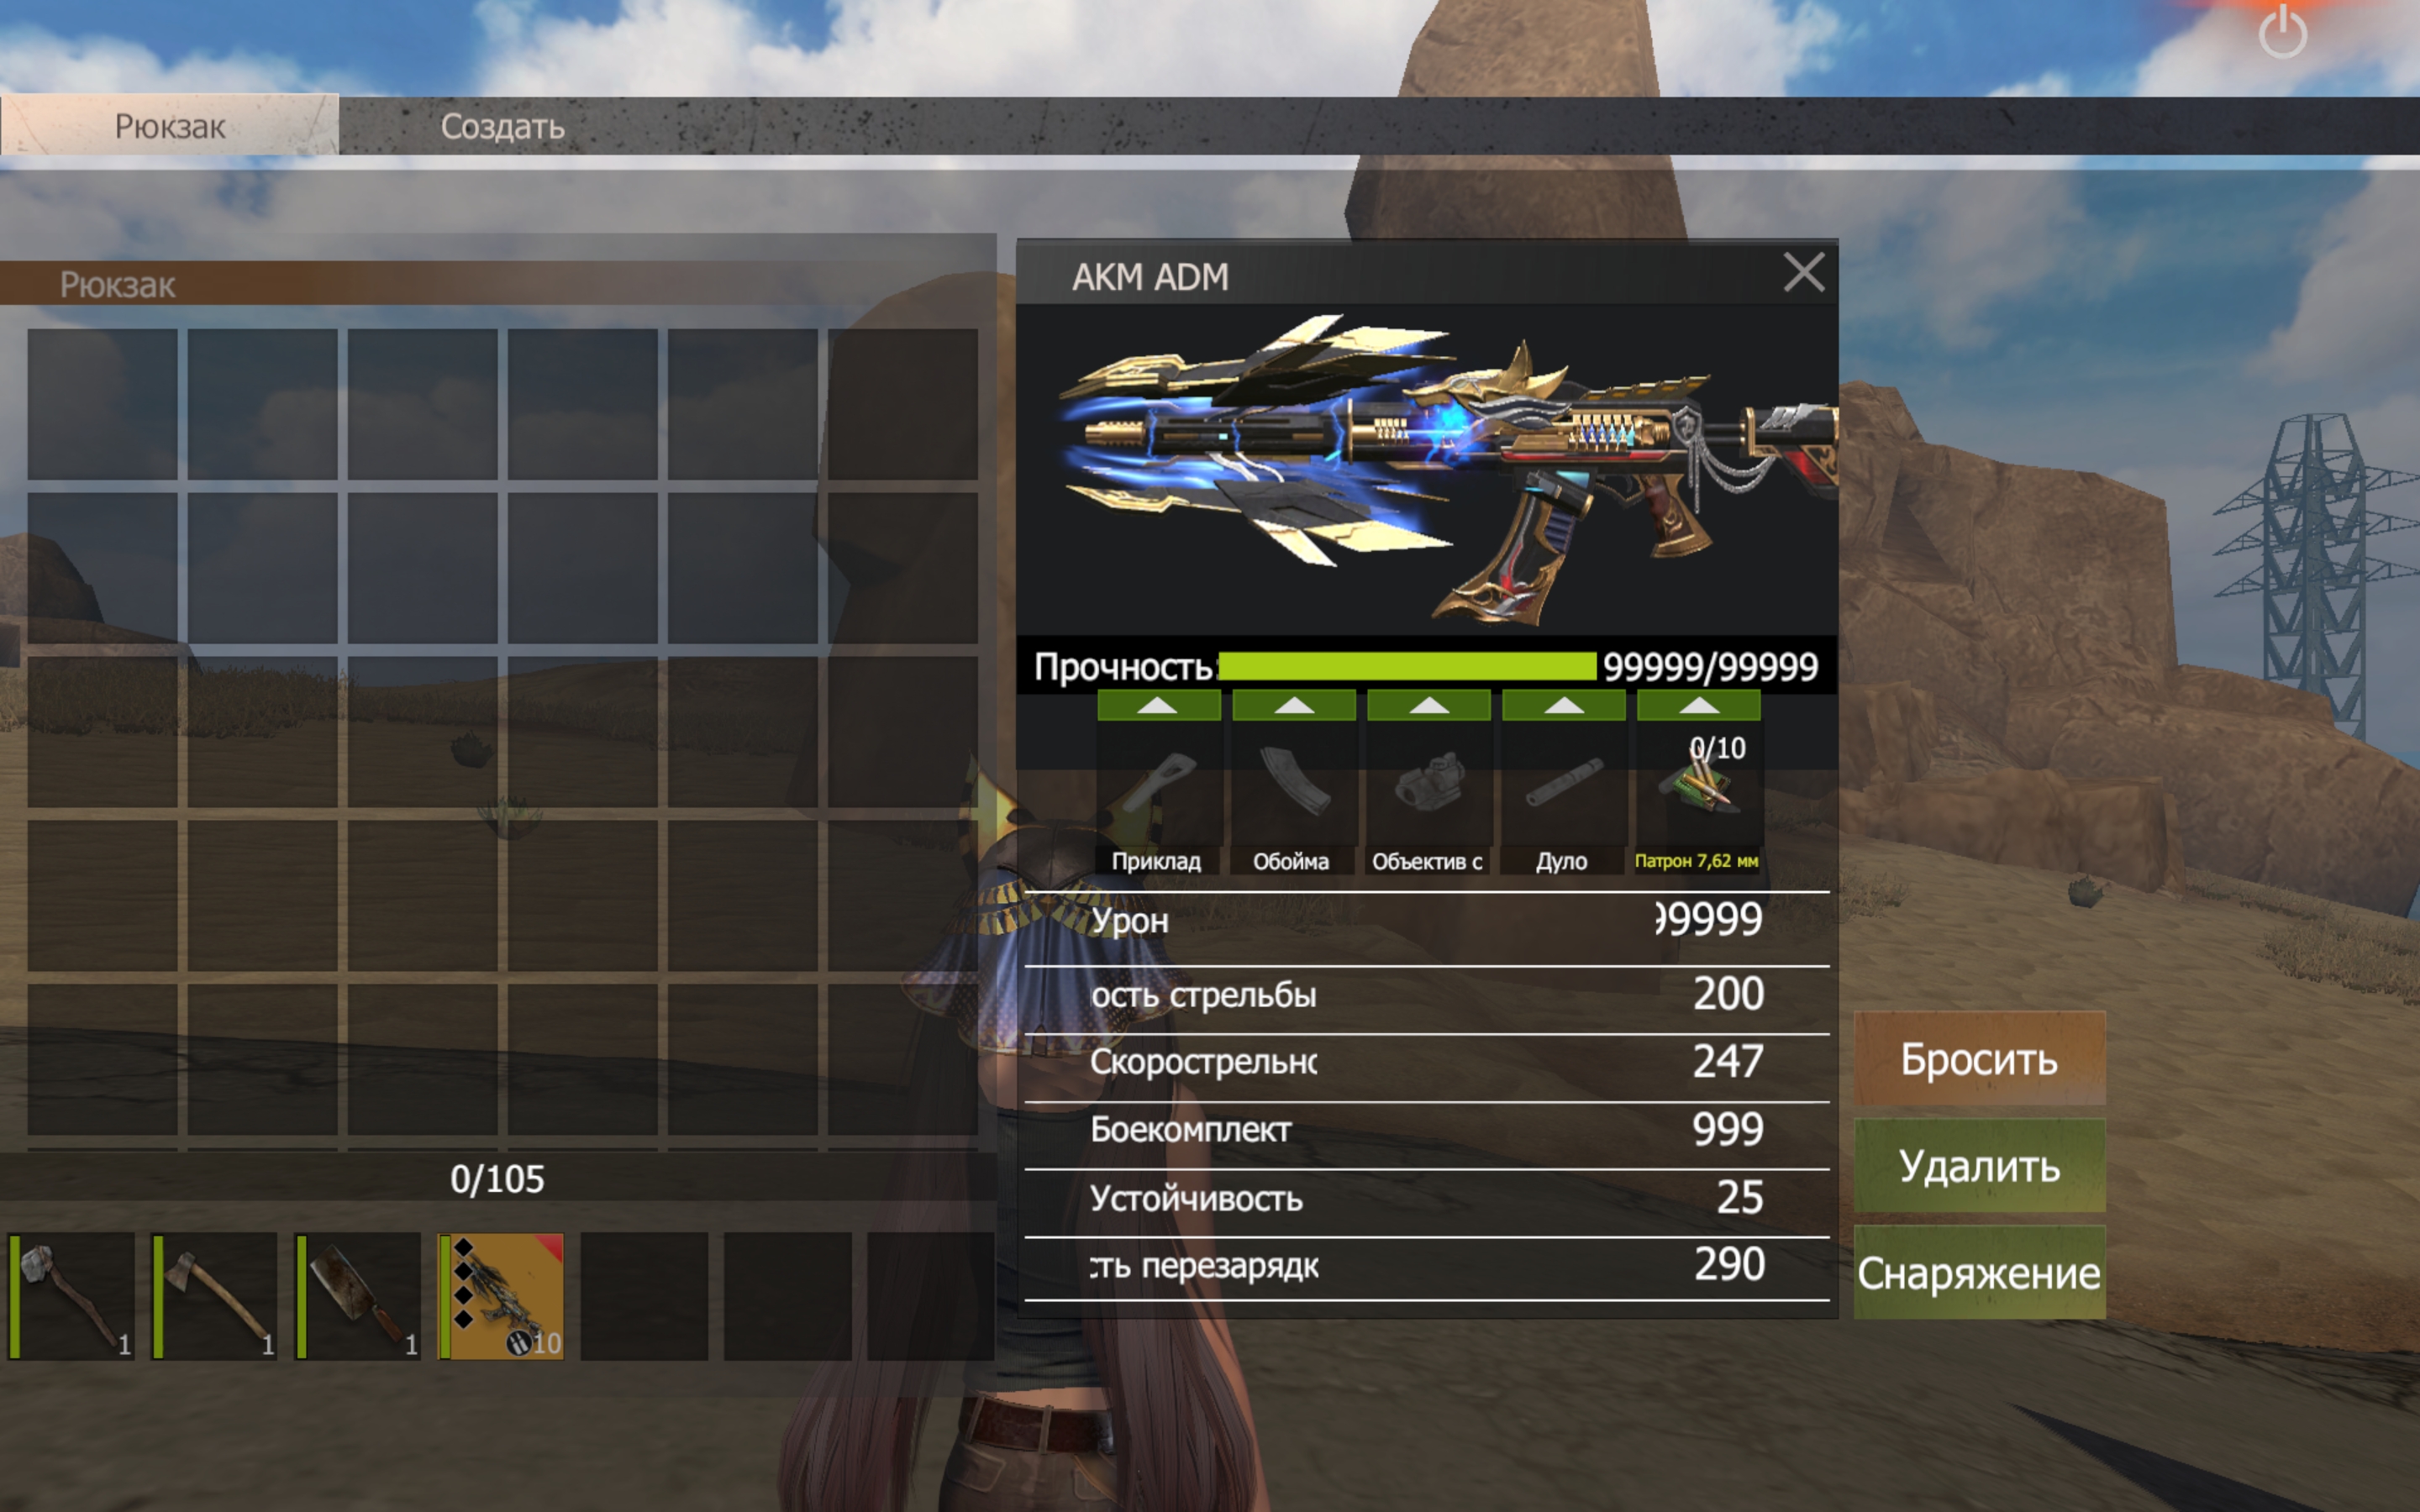 Рюкзак
Создать
Рюкзак
AKM ADM
Прочность: 99999/99999
0/10
Приклад
Обойма
Объектив с
Дуло
Патрон 7,62 мм
Урон 99999
ость стрельбы 200
Скорострельнс 247
Боекомплект 999
Устойчивость 25
ть перезарядк 290
Бросить
Удалить
Снаряжение
0/105
1
1
1
10